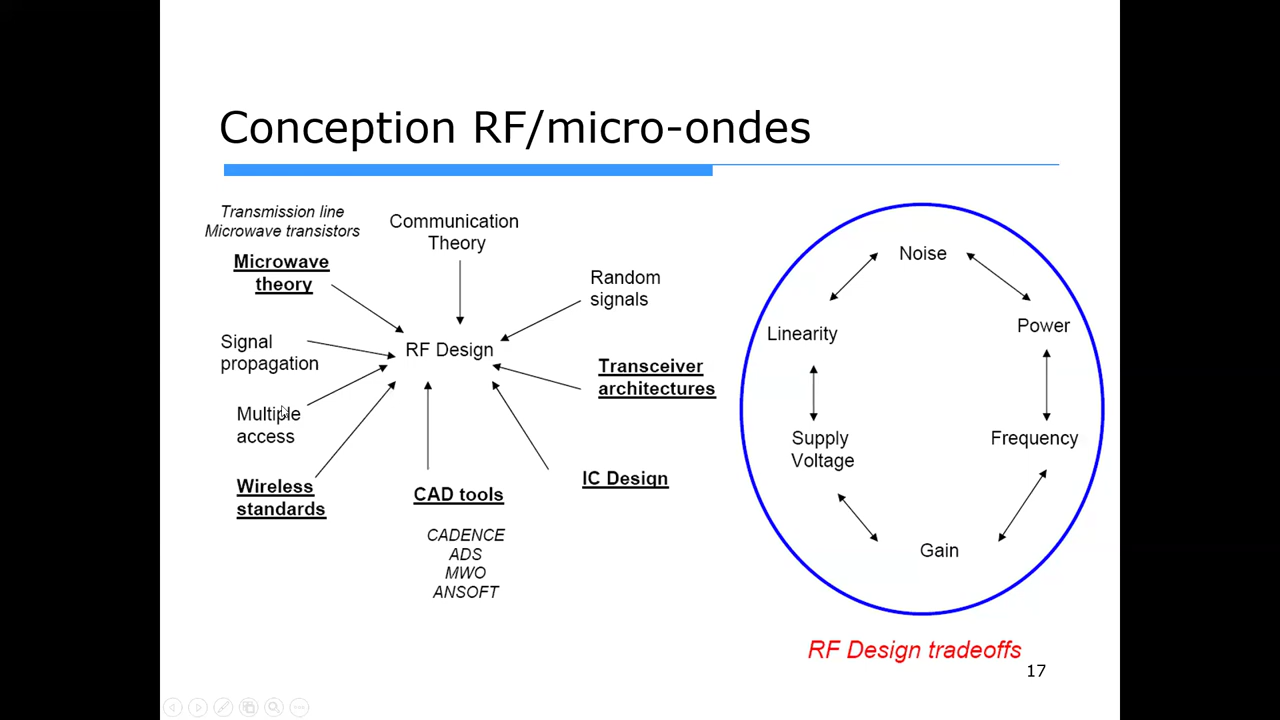 Conception RF/micro-ondes
Transmission line
Microwave transistors
Microwave
theory
Communication
Theory
Random
signals
Signal
propagation
RF Design
Transceiver
architectures
Multiple
access
Wireless
standards
CAD tools
IC Design
CADENCE
ADS
MWO
ANSOFT
Noise
Linearity
Power
Supply
Voltage
Frequency
Gain
RF Design tradeoffs
17